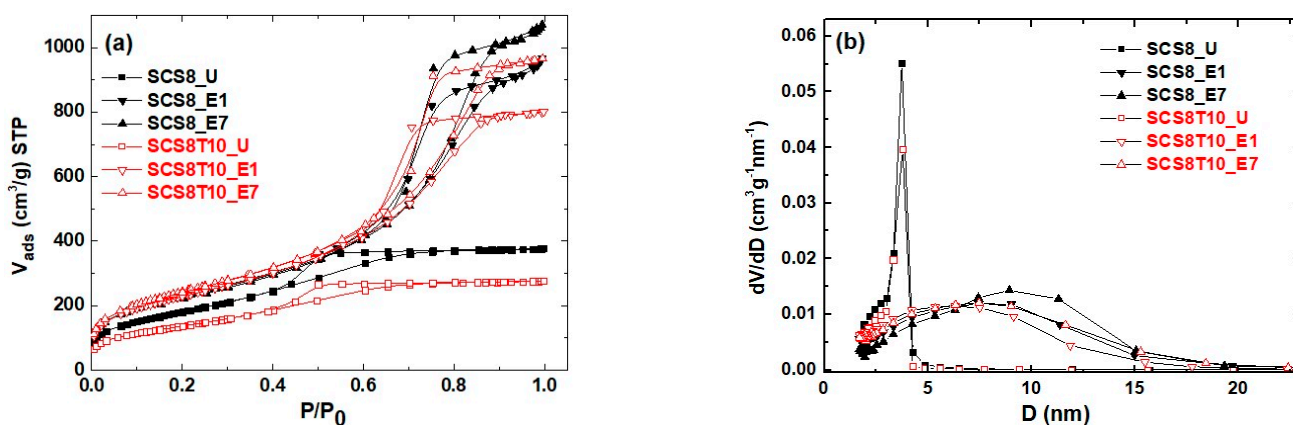 (a)
SCS8_U
SCS8_E1
SCS8_E7
SCS8T10_U
SCS8T10_E1
SCS8T10_E7
V_ads (cm³/g) STP
1000
800
600
400
200
0
0.0 0.2 0.4 0.6 0.8 1.0
P/P₀
(b)
SCS8_U
SCS8_E1
SCS8_E7
SCS8T10_U
SCS8T10_E1
SCS8T10_E7
dV/dD (cm³g⁻¹nm⁻¹)
0.06
0.05
0.04
0.03
0.02
0.01
0.00
0 5 10 15 20
D (nm)